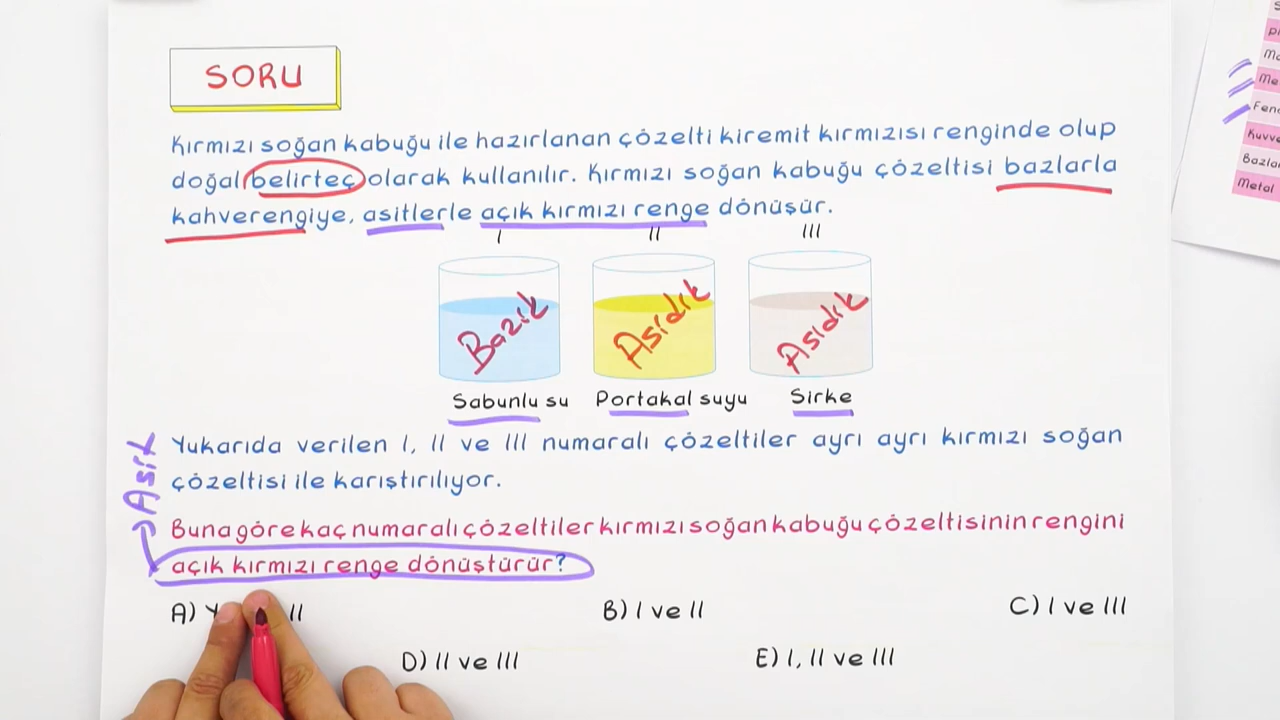 SORU
Kırmızı soğan kabuğu ile hazırlanan çözelti kiremit kırmızısı renginde olup
doğal belirteç olarak kullanılır. Kırmızı soğan kabuğu çözeltisi bazlarla
kahverengiye, asitlerle açık kırmızı renge dönüşür.
I II III
Bazik Asidik Asidik
Sabunlu su Portakal suyu Sirke
Asit
Yukarıda verilen I, II ve III numaralı çözeltiler ayrı ayrı kırmızı soğan
çözeltisi ile karıştırılıyor.
Buna göre kaç numaralı çözeltiler kırmızı soğan kabuğu çözeltisinin rengini
açık kırmızı renge dönüştürür?
A) II B) I ve II C) I ve III
D) II ve III E) I, II ve III
Metal